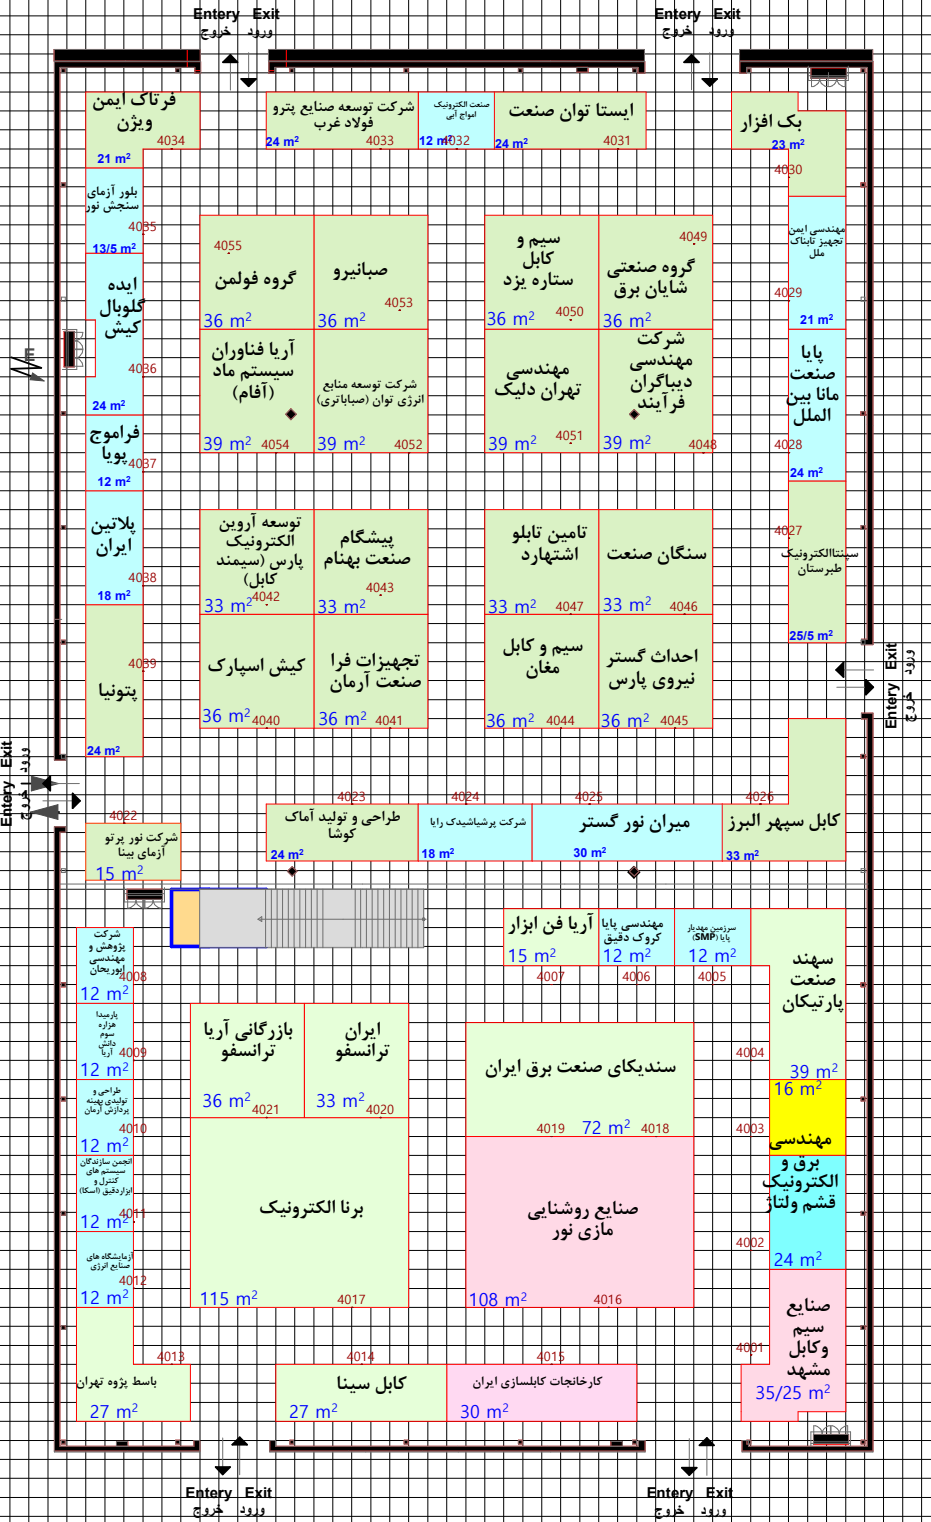 Entery Exit
خروج ورود
Entery Exit
خروج ورود
فرتاک ایمن
ویژن
4034
21 m²
شرکت توسعه صنایع پترو
فولاد غرب
24 m² 4033
صنعت الکترونیک
امواج آبی
12 m² 4032
ایستا توان صنعت
24 m² 4031
بک افزار
23 m²
4030
بلور آزمای
سنجش نور
4035
13/5 m²
مهندسی ایمن
تجهیز تابناک
ملل
4029
21 m²
4055
گروه فولمن
36 m²
صبانیرو
4053
36 m²
سیم و
کابل
ستاره یزد
4050
36 m²
4049
گروه صنعتی
شایان برق
36 m²
ایده
گلوبال
کیش
4036
24 m²
آریا فناوران
سیستم ماد
(آفام)
39 m² 4054
شرکت توسعه منابع
انرژی توان (صباباتری)
39 m² 4052
مهندسی
تهران دلیک
4051
39 m²
شرکت
مهندسی
دیباگران
فرآیند
39 m² 4048
پایا
صنعت
مانا بین
الملل
4028
24 m²
فراموج
پویا
4037
12 m²
پلاتین
ایران
4038
18 m²
توسعه آروین
الکترونیک
پارس (سیمند
کابل)
33 m² 4042
پیشگام
صنعت بهنام
4043
33 m²
تامین تابلو
اشتهارد
33 m² 4047
سنگان صنعت
33 m² 4046
4027
سپنتاالکترونیک
طبرستان
25/5 m²
4039
پتونیا
24 m²
کیش اسپارک
36 m² 4040
تجهیزات فرا
صنعت آرمان
36 m² 4041
سیم و کابل
مغان
36 m² 4044
احداث گستر
نیروی پارس
36 m² 4045
Entery Exit
خروج ورود
Entery Exit
خروج ورود
4022
شرکت نور پرتو
آزمای بینا
15 m²
4023
طراحی و تولید آماک
کوشا
24 m²
4024
شرکت پرشیاشیدک رایا
18 m²
4025
میران نور گستر
30 m²
4026
کابل سپهر البرز
33 m²
آریا فن ابزار
15 m²
4007
مهندسی پایا
کروک دقیق
12 m²
4006
سرزمین مهدیار
پایا (SMP)
12 m²
4005
سهند
صنعت
پارتیکان
4004
39 m²
شرکت
پژوهش و
مهندسی
ابوریحان
4008
12 m²
پارمیدا
هزاره
سوم
دانش
آریا
4009
12 m²
طراحی و
تولیدی بهینه
پردازش آرمان
4010
12 m²
انجمن سازندگان
سیستم های
کنترل و
ابزاردقیق (اسکا)
4011
12 m²
آزمایشگاه های
صنایع انرژی
4012
12 m²
بازرگانی آریا
ترانسفو
36 m² 4021
ایران
ترانسفو
33 m² 4020
سندیکای صنعت برق ایران
4019 72 m² 4018
16 m²
4003
مهندسی
برق و
الکترونیک
قشم ولتاژ
4002
24 m²
برنا الکترونیک
115 m² 4017
صنایع روشنایی
مازی نور
108 m² 4016
صنایع
سیم
وکابل
مشهد
4001
35/25 m²
4013
باسط پژوه تهران
27 m²
4014
کابل سینا
27 m²
4015
کارخانجات کابلسازی ایران
30 m²
Entery Exit
خروج ورود
Entery Exit
خروج ورود